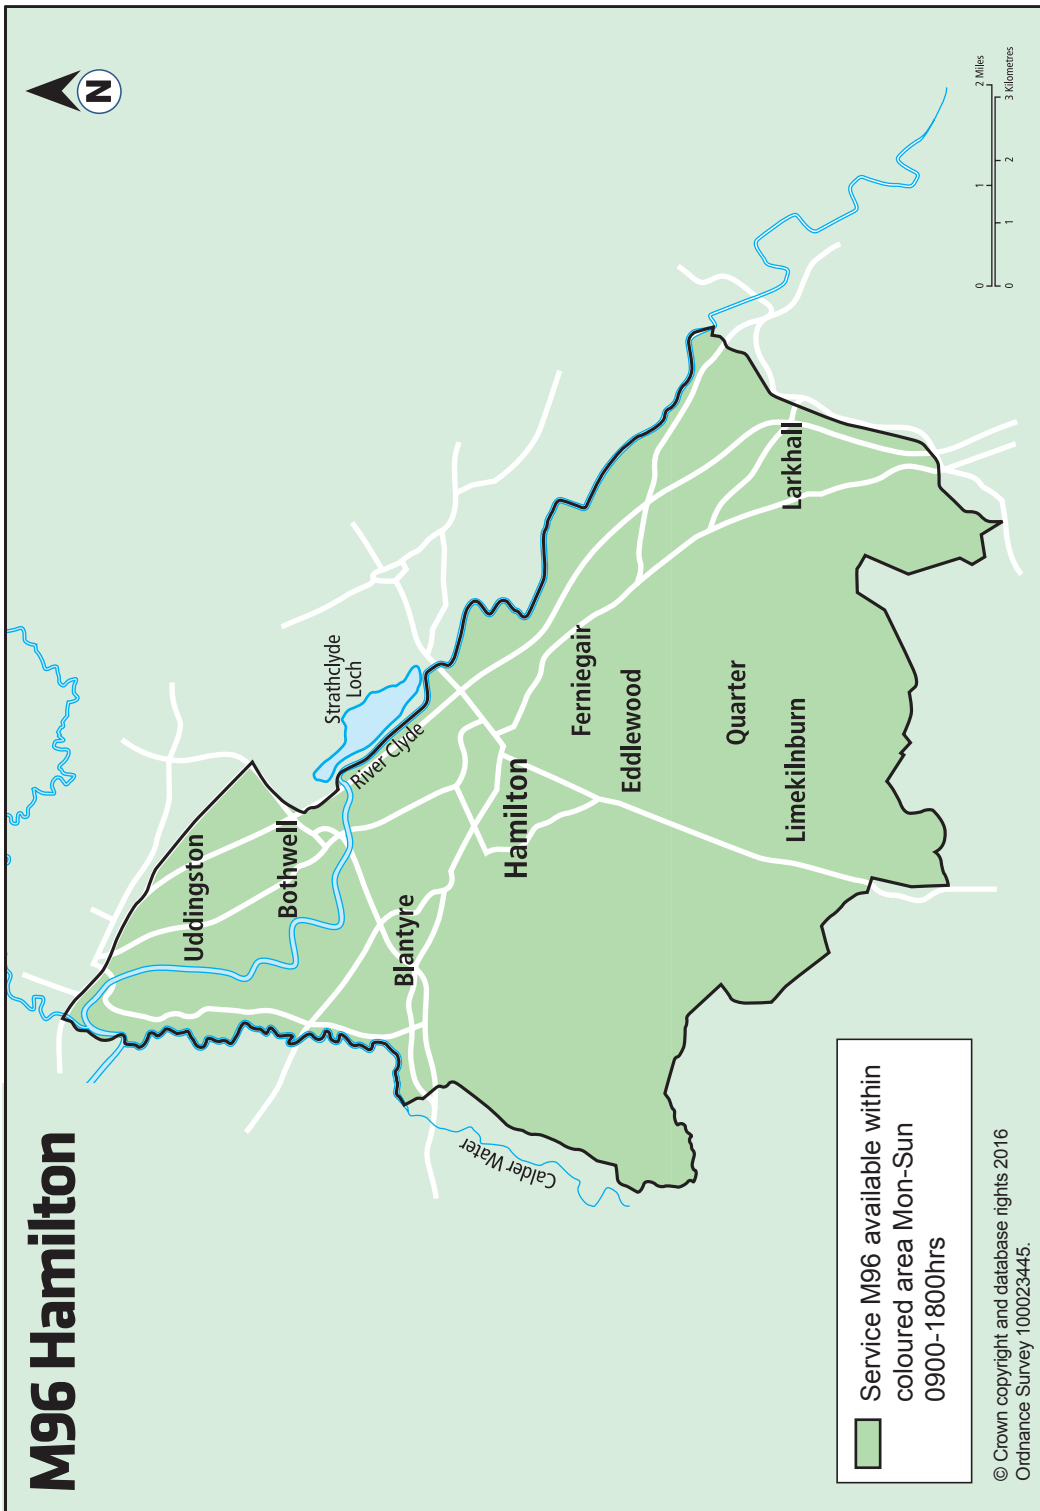 M96 Hamilton
N
Uddingston
Bothwell
Strathclyde
Loch
River Clyde
Blantyre
Calder Water
Hamilton
Ferniegair
Eddlewood
Quarter
Limekilnburn
Larkhall
0 1 2 Miles
0 1 2 3 Kilometres
Service M96 available within
coloured area Mon-Sun
0900-1800hrs
© Crown copyright and database rights 2016
Ordnance Survey 100023445.